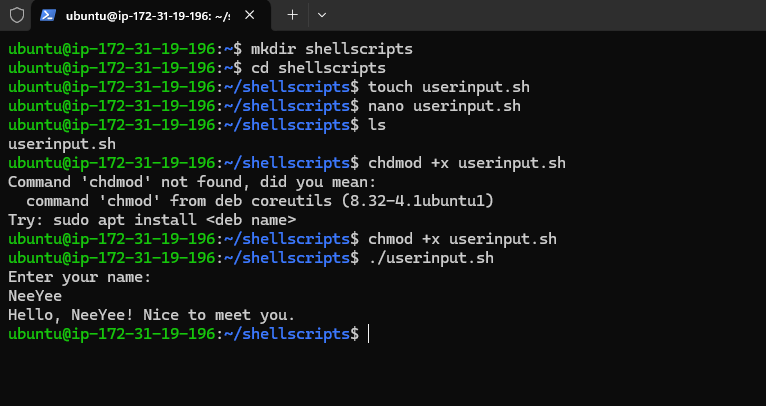 ubuntu@ip-172-31-19-196: ~/s
ubuntu@ip-172-31-19-196:~$ mkdir shellscripts
ubuntu@ip-172-31-19-196:~$ cd shellscripts
ubuntu@ip-172-31-19-196:~/shellscripts$ touch userinput.sh
ubuntu@ip-172-31-19-196:~/shellscripts$ nano userinput.sh
ubuntu@ip-172-31-19-196:~/shellscripts$ ls
userinput.sh
ubuntu@ip-172-31-19-196:~/shellscripts$ chdmod +x userinput.sh
Command 'chdmod' not found, did you mean:
  command 'chmod' from deb coreutils (8.32-4.1ubuntu1)
Try: sudo apt install <deb name>
ubuntu@ip-172-31-19-196:~/shellscripts$ chmod +x userinput.sh
ubuntu@ip-172-31-19-196:~/shellscripts$ ./userinput.sh
Enter your name:
NeeYee
Hello, NeeYee! Nice to meet you.
ubuntu@ip-172-31-19-196:~/shellscripts$